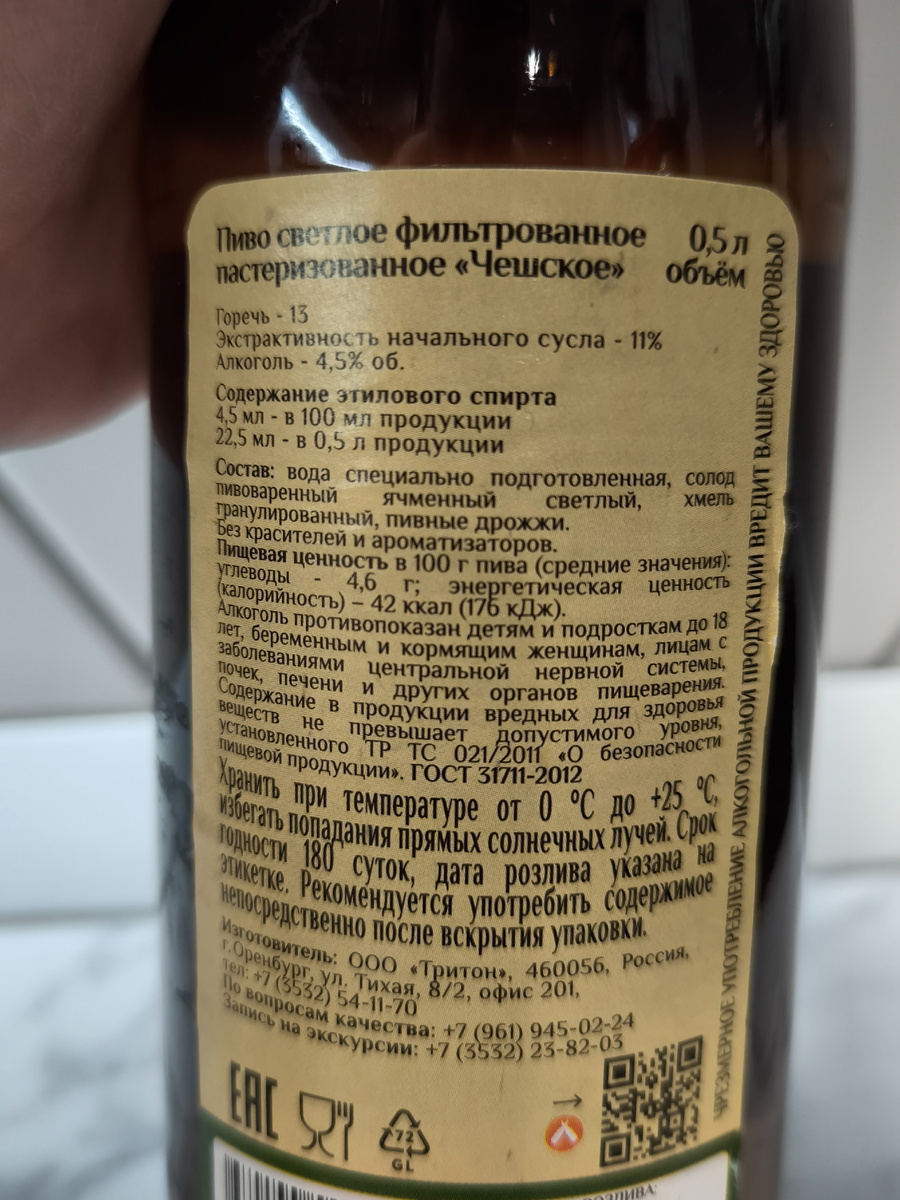 Пиво светлое фильтрованное
пастеризованное «Чешское»
0,5 л
объём
Горечь - 13
Экстрактивность начального сусла - 11%
Алкоголь - 4,5% об.
Содержание этилового спирта
4,5 мл - в 100 мл продукции
22,5 мл - в 0,5 л продукции
Состав: вода специально подготовленная, солод
пивоваренный ячменный светлый, хмель
гранулированный, пивные дрожжи.
Без красителей и ароматизаторов.
Пищевая ценность в 100 г пива (средние значения):
углеводы - 4,6 г; энергетическая ценность
(калорийность) – 42 ккал (176 кДж).
Алкоголь противопоказан детям и подросткам до 18
лет, беременным и кормящим женщинам, лицам с
заболеваниями центральной нервной системы,
почек, печени и других органов пищеварения.
Содержание в продукции вредных для здоровья
веществ не превышает допустимого уровня,
установленного ТР ТС 021/2011 «О безопасности
пищевой продукции». ГОСТ 31711-2012
Хранить при температуре от 0 °С до +25 °С,
избегать попадания прямых солнечных лучей. Срок
годности 180 суток, дата розлива указана на
этикетке. Рекомендуется употребить содержимое
непосредственно после вскрытия упаковки.
Изготовитель: ООО «Тритон», 460056, Россия,
г.Оренбург, ул. Тихая, 8/2, офис 201,
тел: +7 (3532) 54-11-70
По вопросам качества: +7 (961) 945-02-24
Запись на экскурсии: +7 (3532) 23-82-03
ЧРЕЗМЕРНОЕ УПОТРЕБЛЕНИЕ АЛКОГОЛЬНОЙ ПРОДУКЦИИ ВРЕДИТ ВАШЕМУ ЗДОРОВЬЮ
ЕАС
72
GL
РОЗЛИВА: